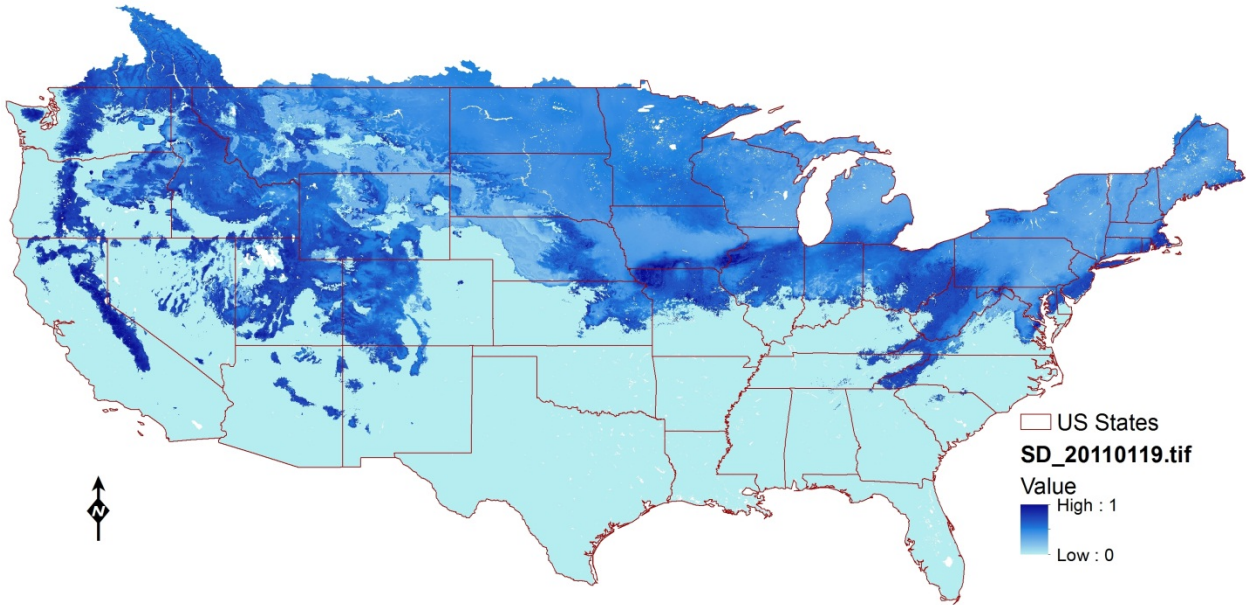 US States
SD_20110119.tif
Value
High : 1
Low : 0
N